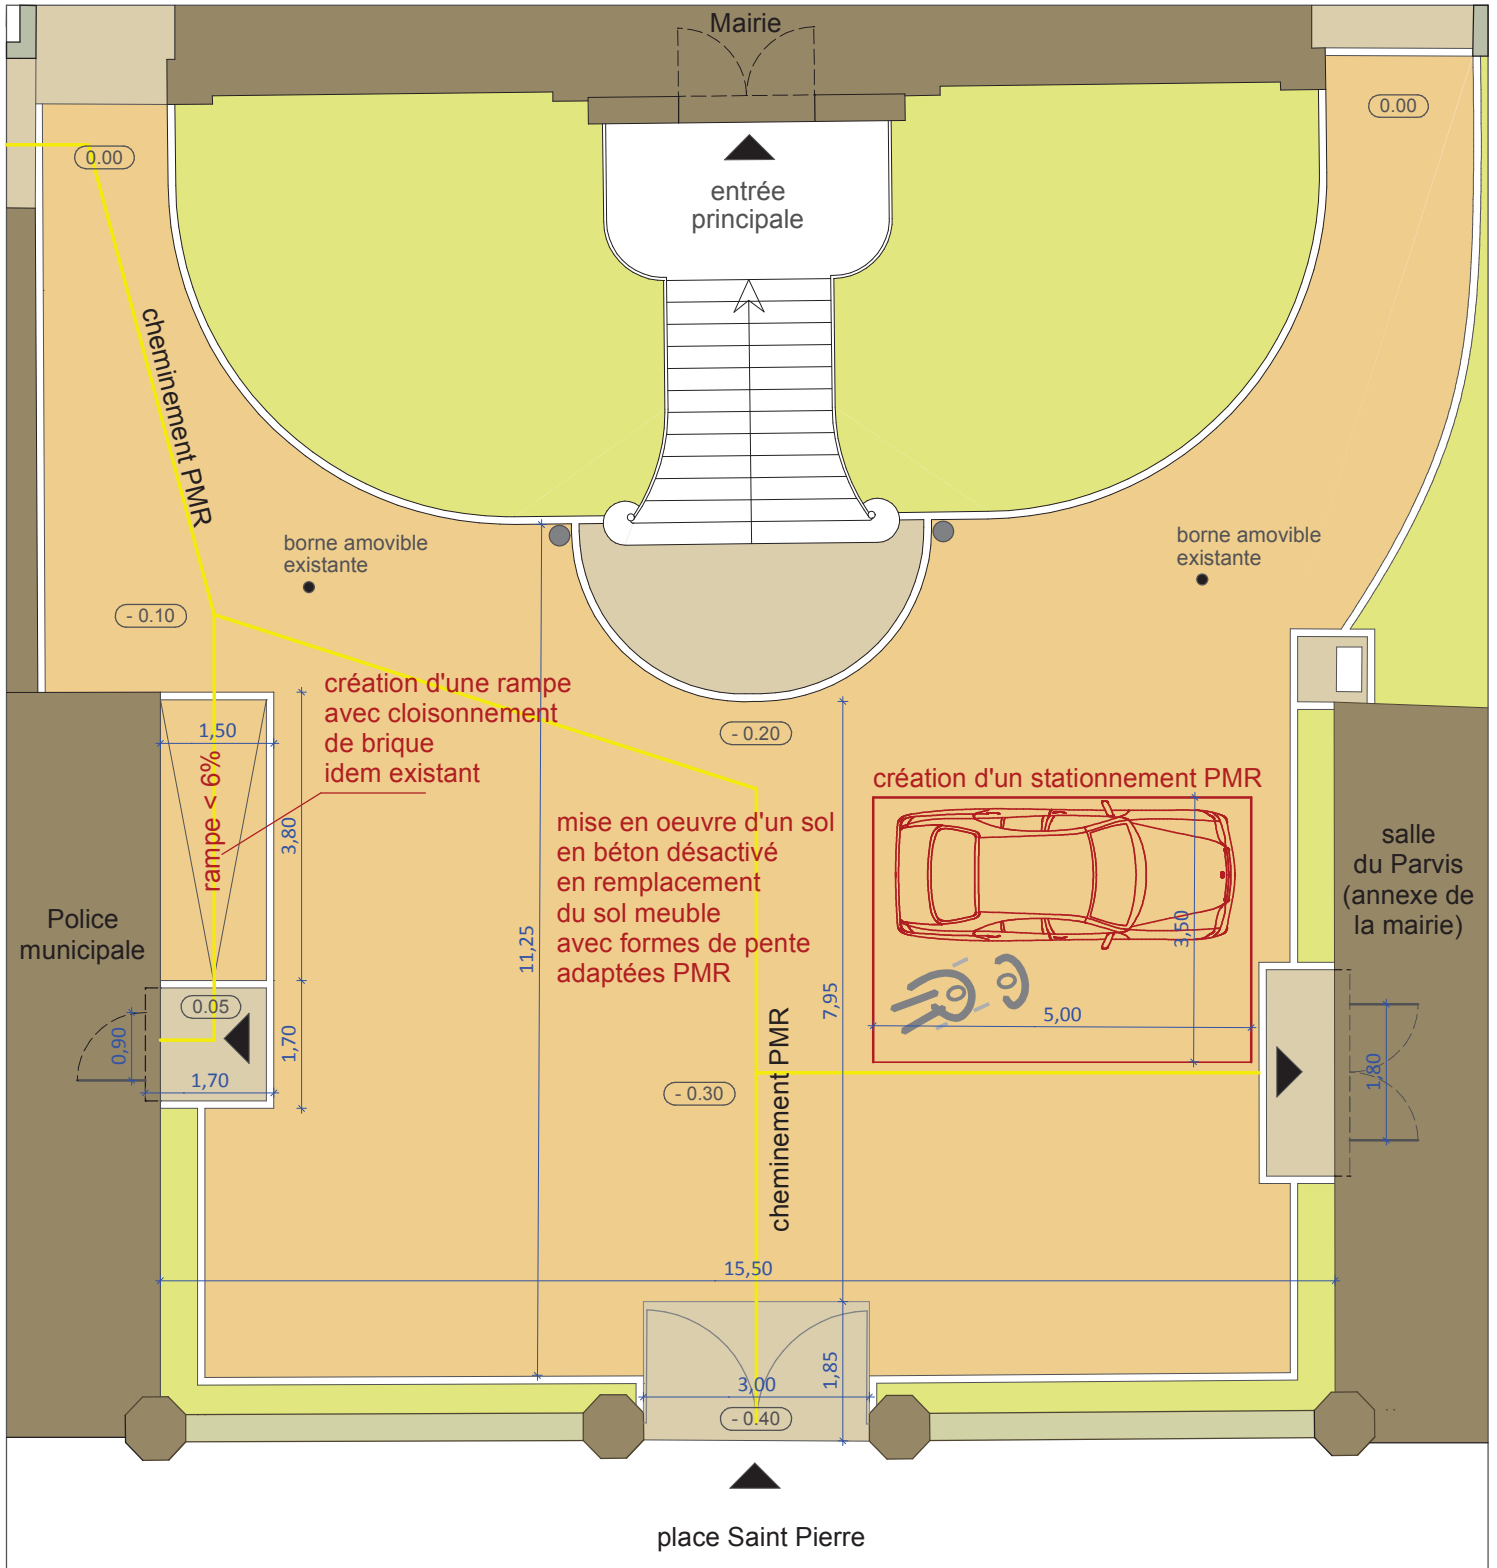 Mairie
0.00
0.00
entrée
principale
cheminement PMR
borne amovible
existante
borne amovible
existante
- 0.10
création d'une rampe
avec cloisonnement
de brique
idem existant
1,50
rampe < 6%
3,80
- 0.20
création d'un stationnement PMR
mise en oeuvre d'un sol
en béton désactivé
en remplacement
du sol meuble
avec formes de pente
adaptées PMR
salle
du Parvis
(annexe de
la mairie)
Police
municipale
11,25
7,95
3,50
5,00
0.05
0,90
1,70
1,70
1,80
- 0.30
cheminement PMR
15,50
1,85
3,00
- 0.40
place Saint Pierre